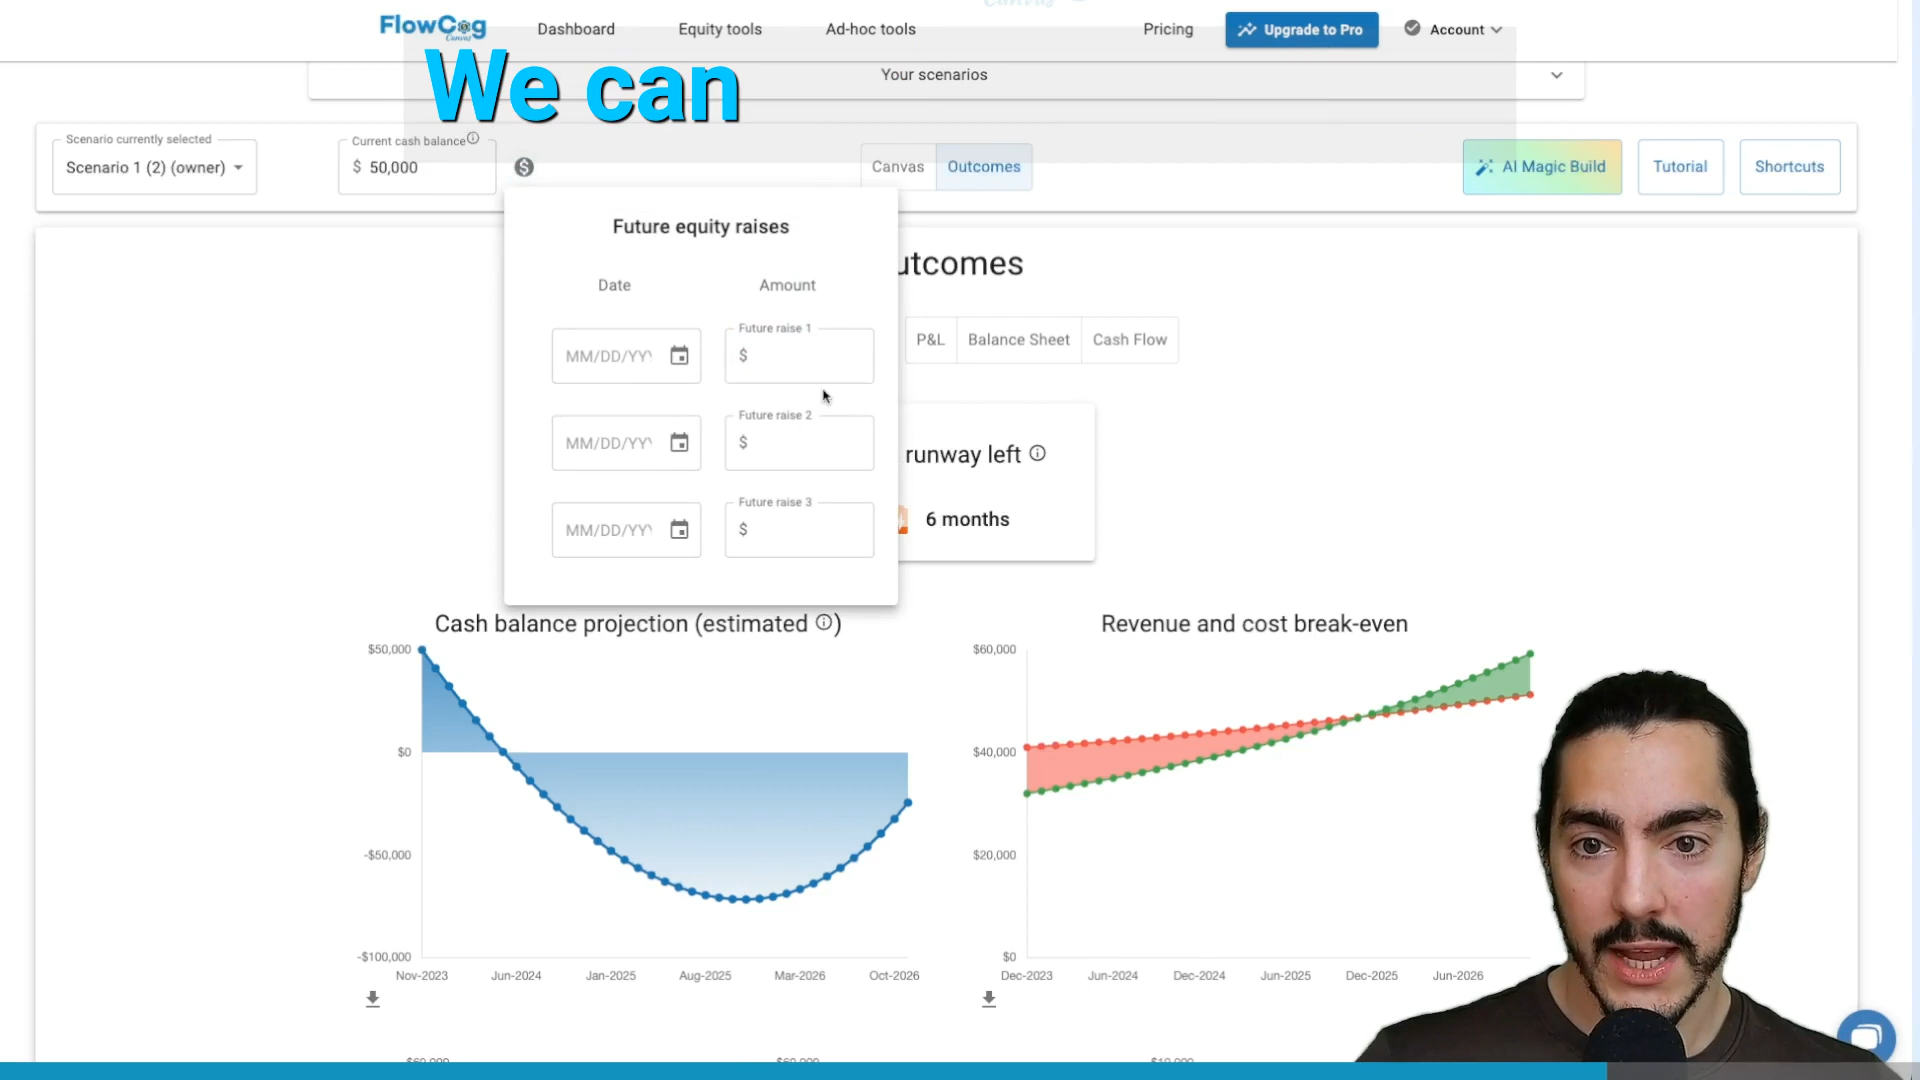 FlowCog
Canvas
Dashboard
Equity tools
Ad-hoc tools
Pricing
Upgrade to Pro
Account
We can
Your scenarios
Scenario currently selected
Scenario 1 (2) (owner)
Current cash balance
$ 50,000
Canvas
Outcomes
AI Magic Build
Tutorial
Shortcuts
Future equity raises
Date
Amount
MM/DD/YY
Future raise 1
$
MM/DD/YY
Future raise 2
$
MM/DD/YY
Future raise 3
$
utcomes
P&L
Balance Sheet
Cash Flow
runway left
6 months
Cash balance projection (estimated )
$50,000
$0
-$50,000
-$100,000
Nov-2023
Jun-2024
Jan-2025
Aug-2025
Mar-2026
Oct-2026
Revenue and cost break-even
$60,000
$40,000
$20,000
$0
Dec-2023
Jun-2024
Dec-2024
Jun-2025
Dec-2025
Jun-2026